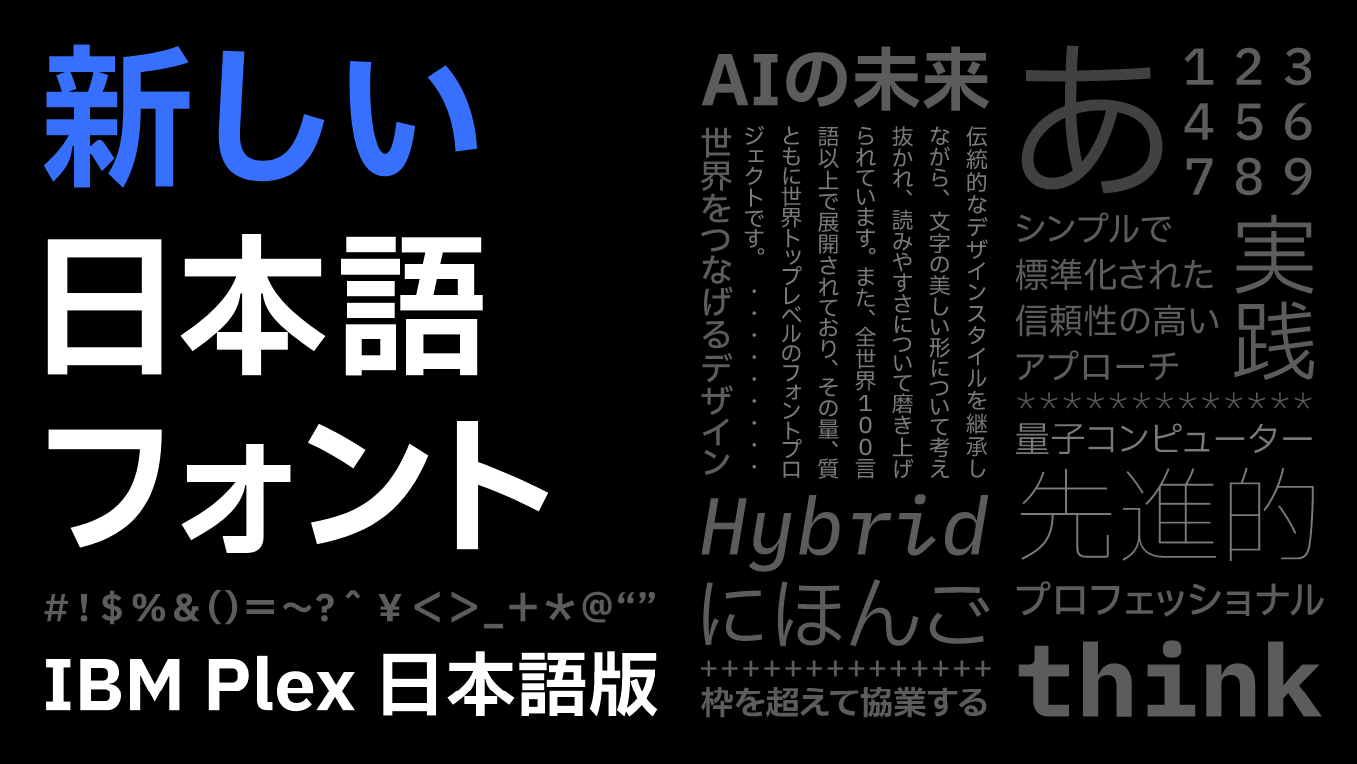 新しい
日本語
フォント
#!$%&()=~?^ ¥<>_+*@“”
IBM Plex 日本語版
AIの未来
伝統的なデザインスタイルを継承し
ながら、文字の美しい形について考え
抜かれ、読みやすさについて磨き上げ
られています。また、全世界100言
語以上で展開されており、その量、質
ともに世界トップレベルのフォントプロ
ジェクトです。・・・・・・・・・
世界をつなげるデザイン
Hybrid
にほんご
++++++++++++++
枠を超えて協業する
あ
1 2 3
4 5 6
7 8 9
シンプルで
標準化された
信頼性の高い
アプローチ
実践
*************
量子コンピューター
先進的
プロフェッショナル
think